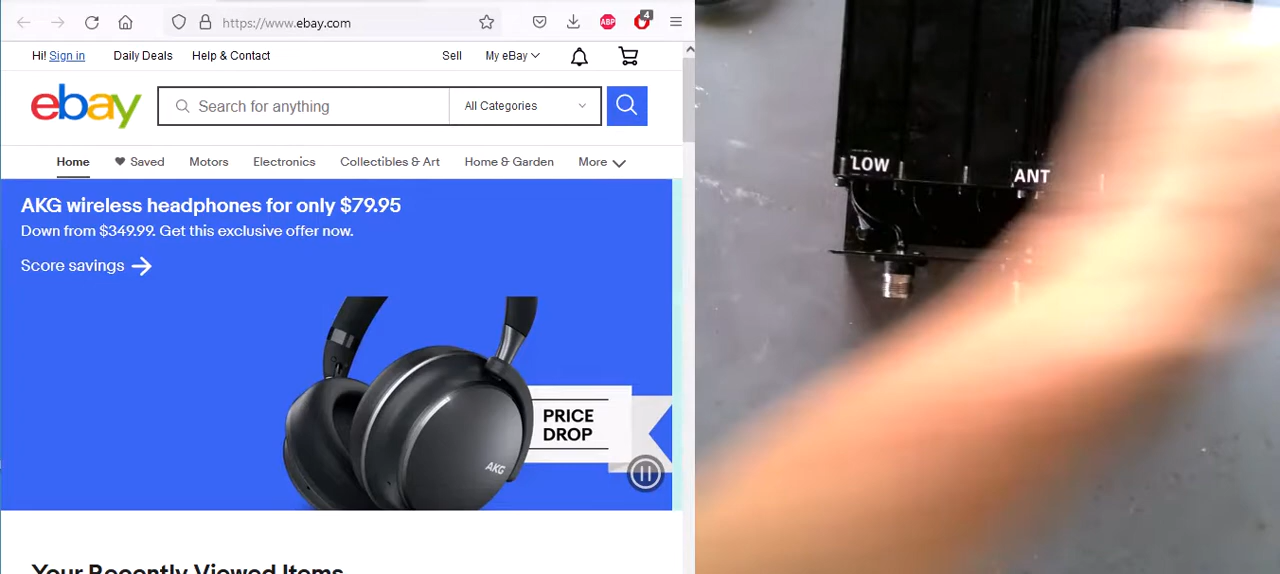 https://www.ebay.com
ABP
4
Hi! Sign in
Daily Deals
Help & Contact
Sell
My eBay
ebay
Search for anything
All Categories
Home
Saved
Motors
Electronics
Collectibles & Art
Home & Garden
More
AKG wireless headphones for only $79.95
Down from $349.99. Get this exclusive offer now.
Score savings
PRICE
DROP
AKG
Your Recently Viewed Items
LOW
ANT